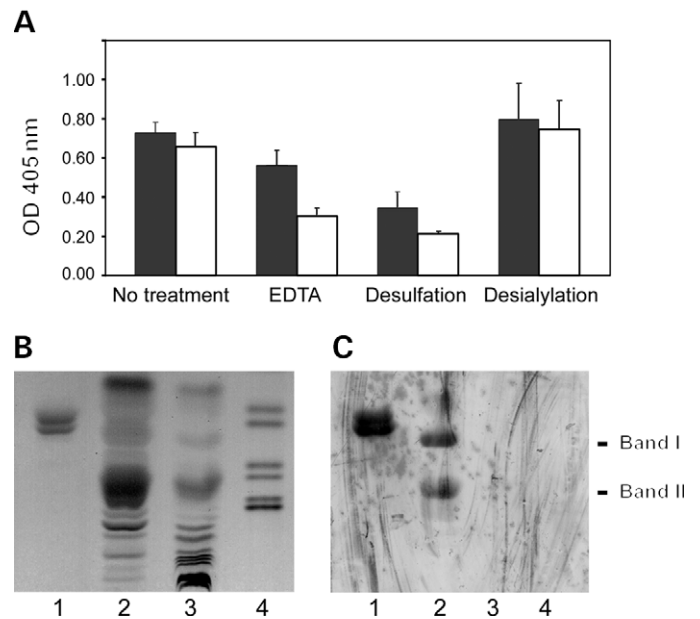 A
OD 405 nm
1.00
0.80
0.60
0.40
0.20
0.00
No treatment EDTA Desulfation Desialylation
B
C
Band I
Band II
1 2 3 4
1 2 3 4